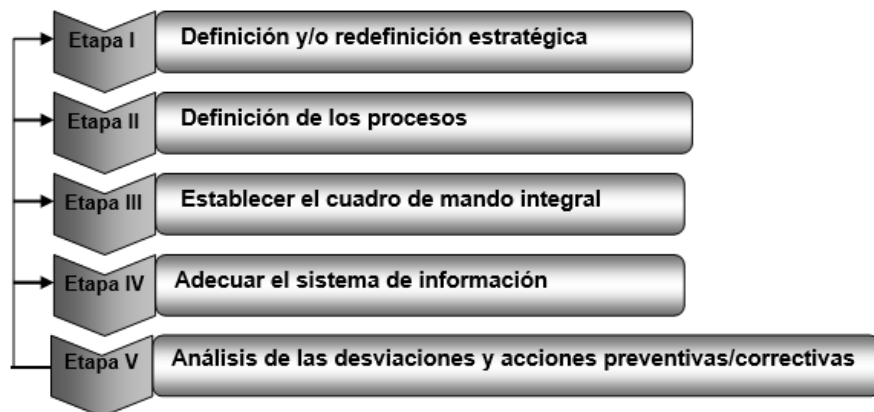 Etapa I Definición y/o redefinición estratégica
Etapa II Definición de los procesos
Etapa III Establecer el cuadro de mando integral
Etapa IV Adecuar el sistema de información
Etapa V Análisis de las desviaciones y acciones preventivas/correctivas